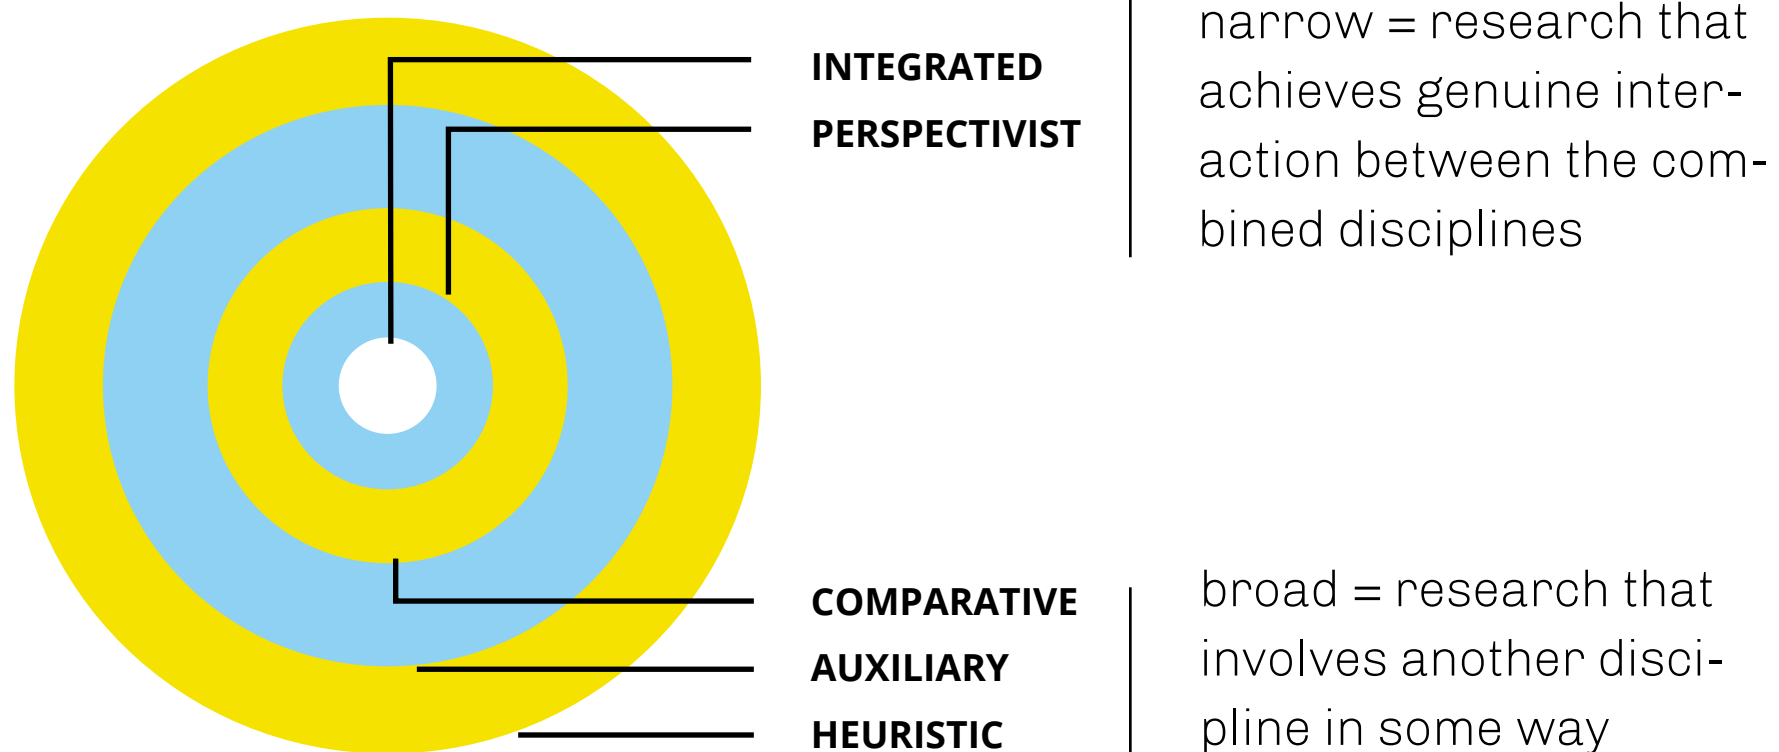 INTEGRATED
PERSPECTIVIST
narrow = research that
achieves genuine inter-
action between the com-
bined disciplines
COMPARATIVE
AUXILIARY
HEURISTIC
broad = research that
involves another disci-
pline in some way